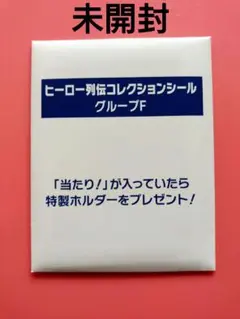 未開封
ヒーロー列伝コレクションシール
グループF
「当たり!」が入っていたら
特製ホルダーをプレゼント!